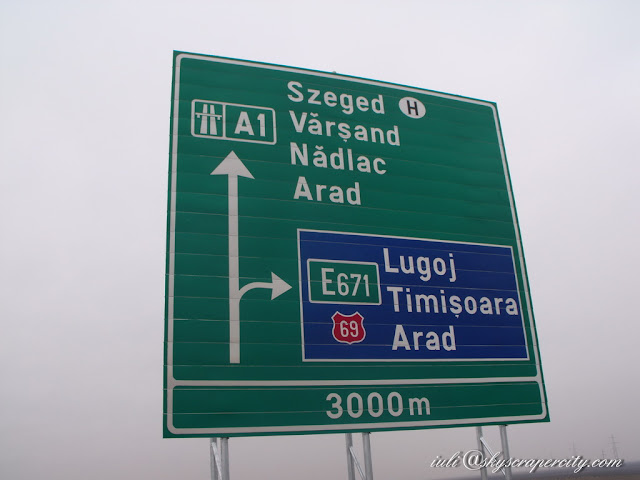 Szeged H
A1 Vărșand
Nădlac
Arad
Lugoj
E671 Timișoara
69 Arad
3000m
iuli@skyscrapercity.com